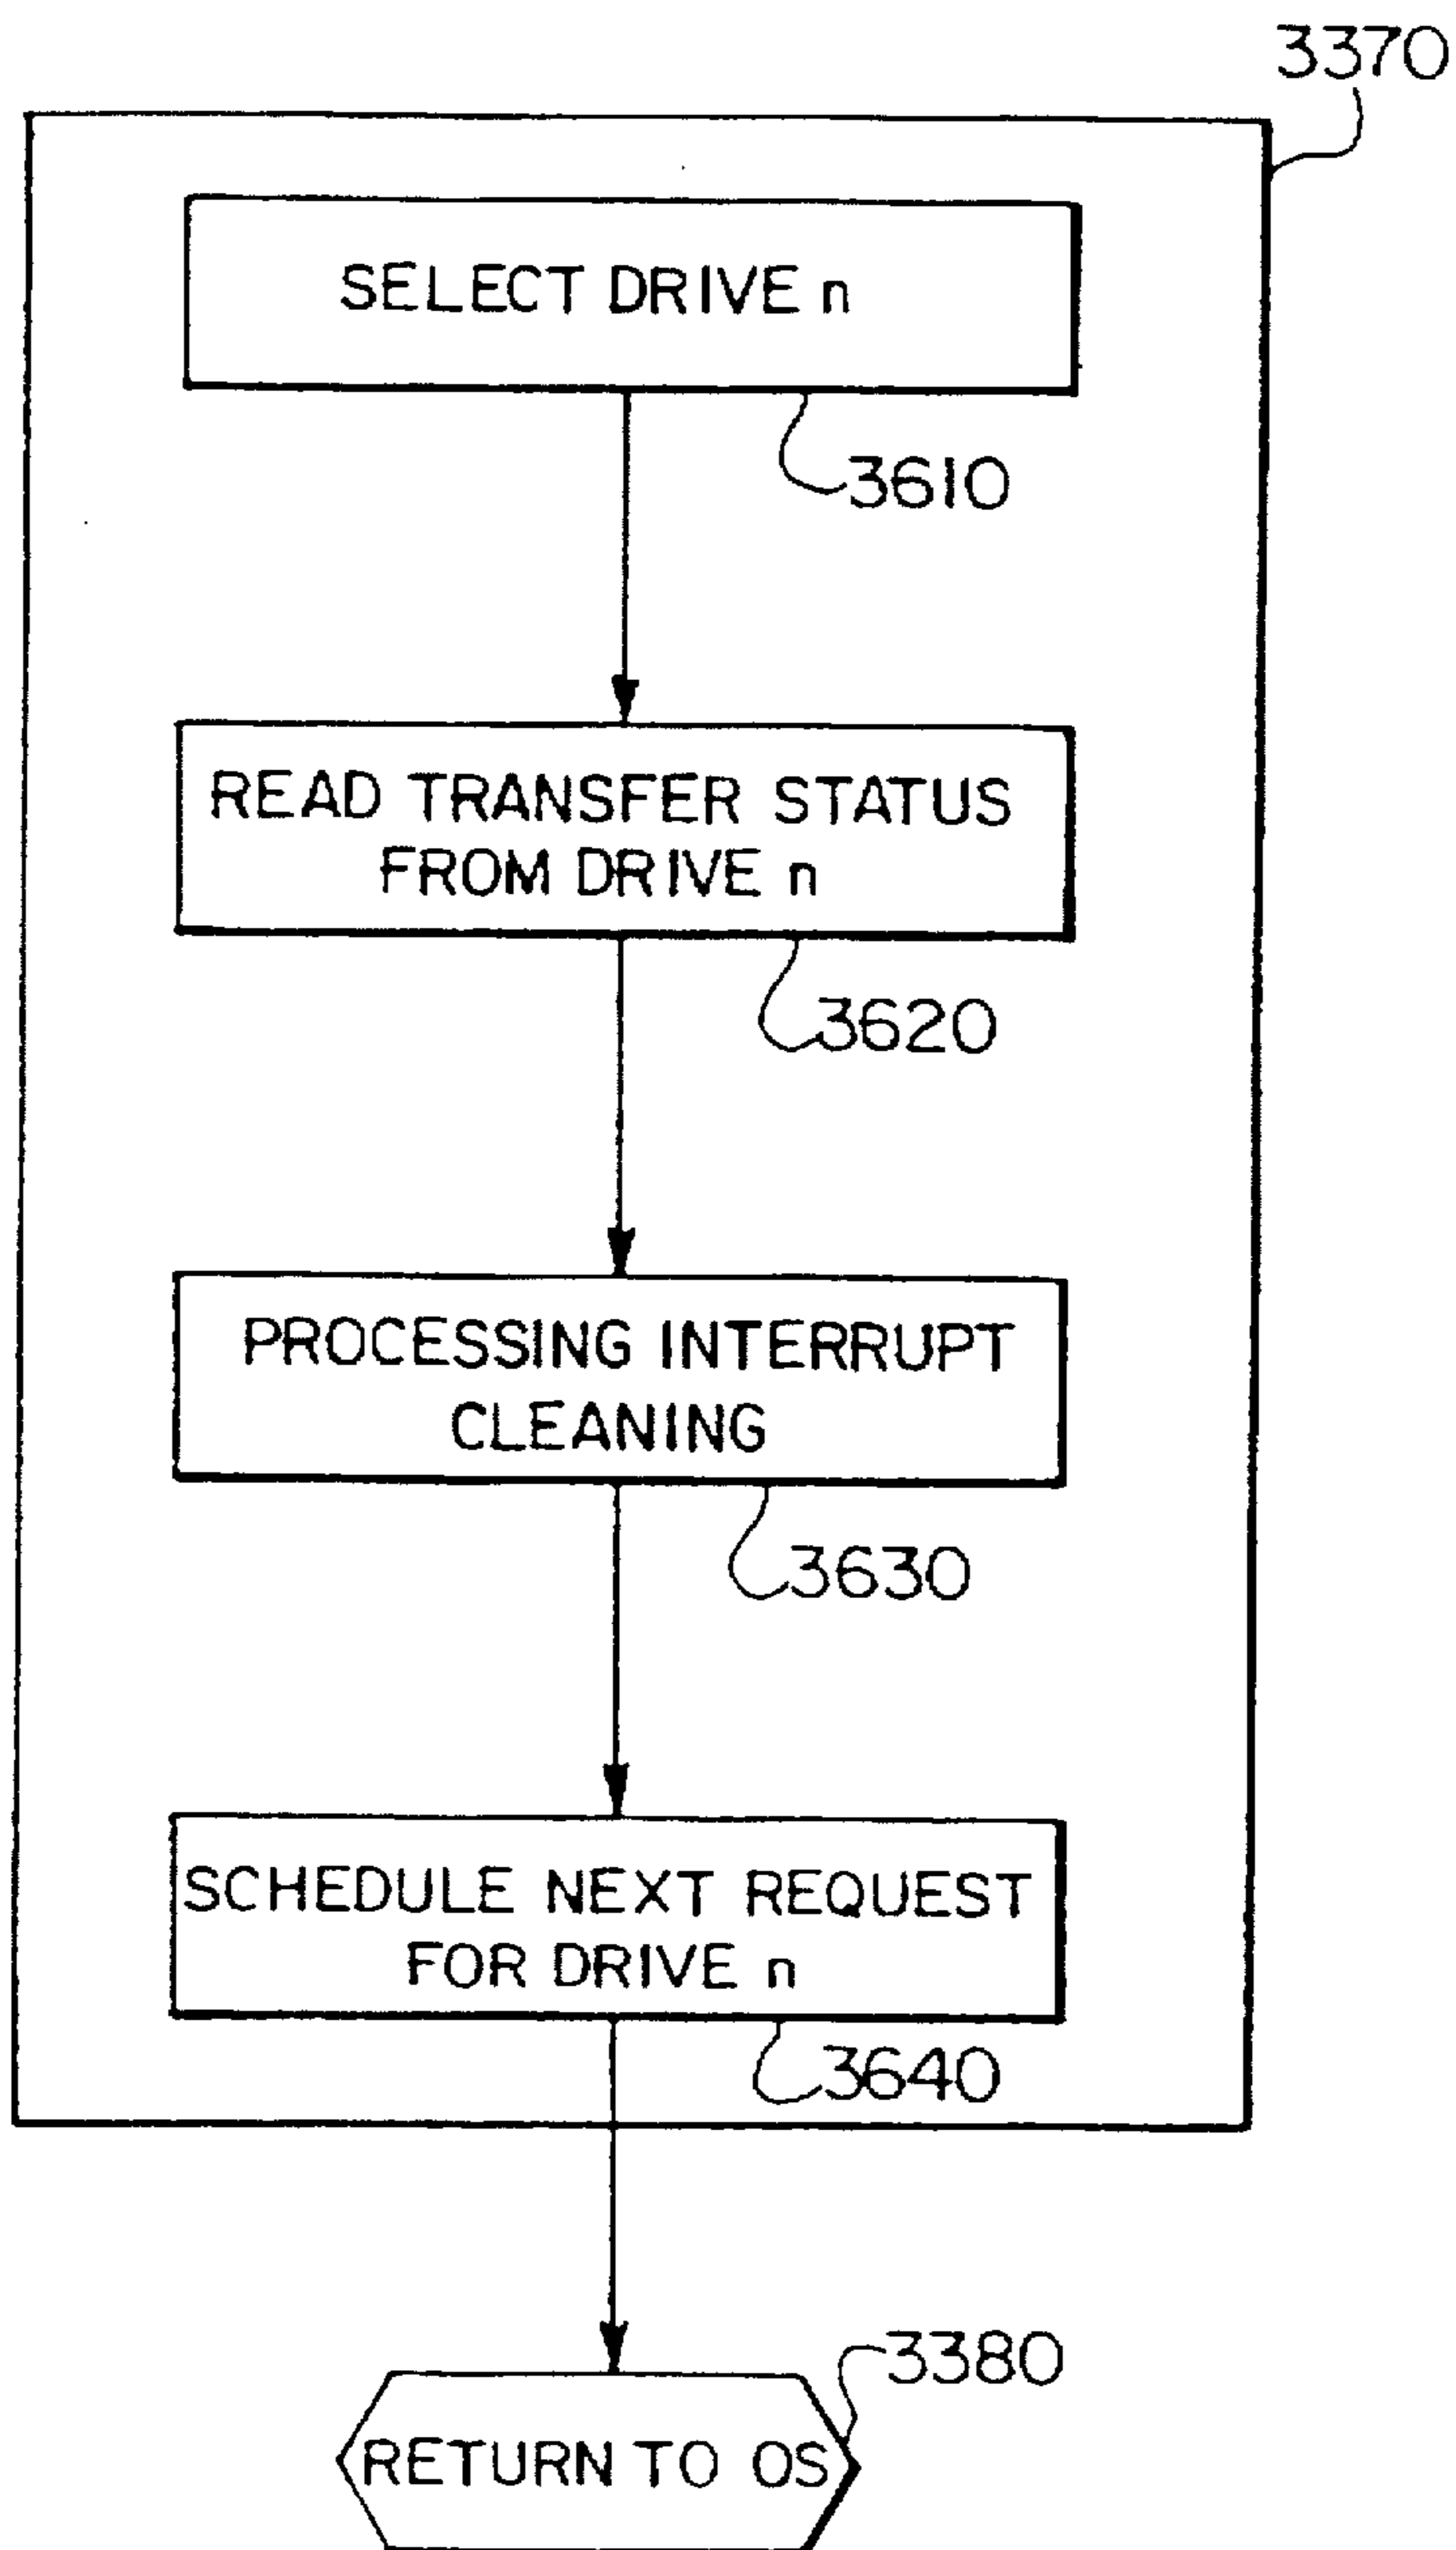 3370
SELECT DRIVE n
3610
READ TRANSFER STATUS
FROM DRIVE n
3620
PROCESSING INTERRUPT
CLEANING
3630
SCHEDULE NEXT REQUEST
FOR DRIVE n
3640
3380
RETURN TO OS